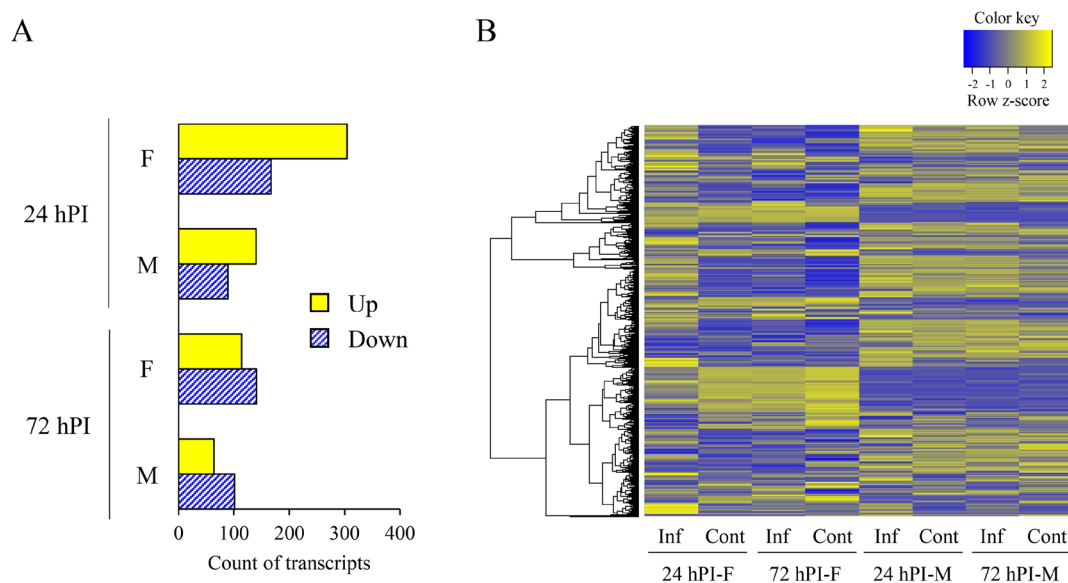 A
24 hPI
F
M
72 hPI
F
M
Up
Down
0 100 200 300 400
Count of transcripts
B
Color key
-2 -1 0 1 2
Row z-score
Inf Cont Inf Cont Inf Cont Inf Cont
24 hPI-F 72 hPI-F 24 hPI-M 72 hPI-M